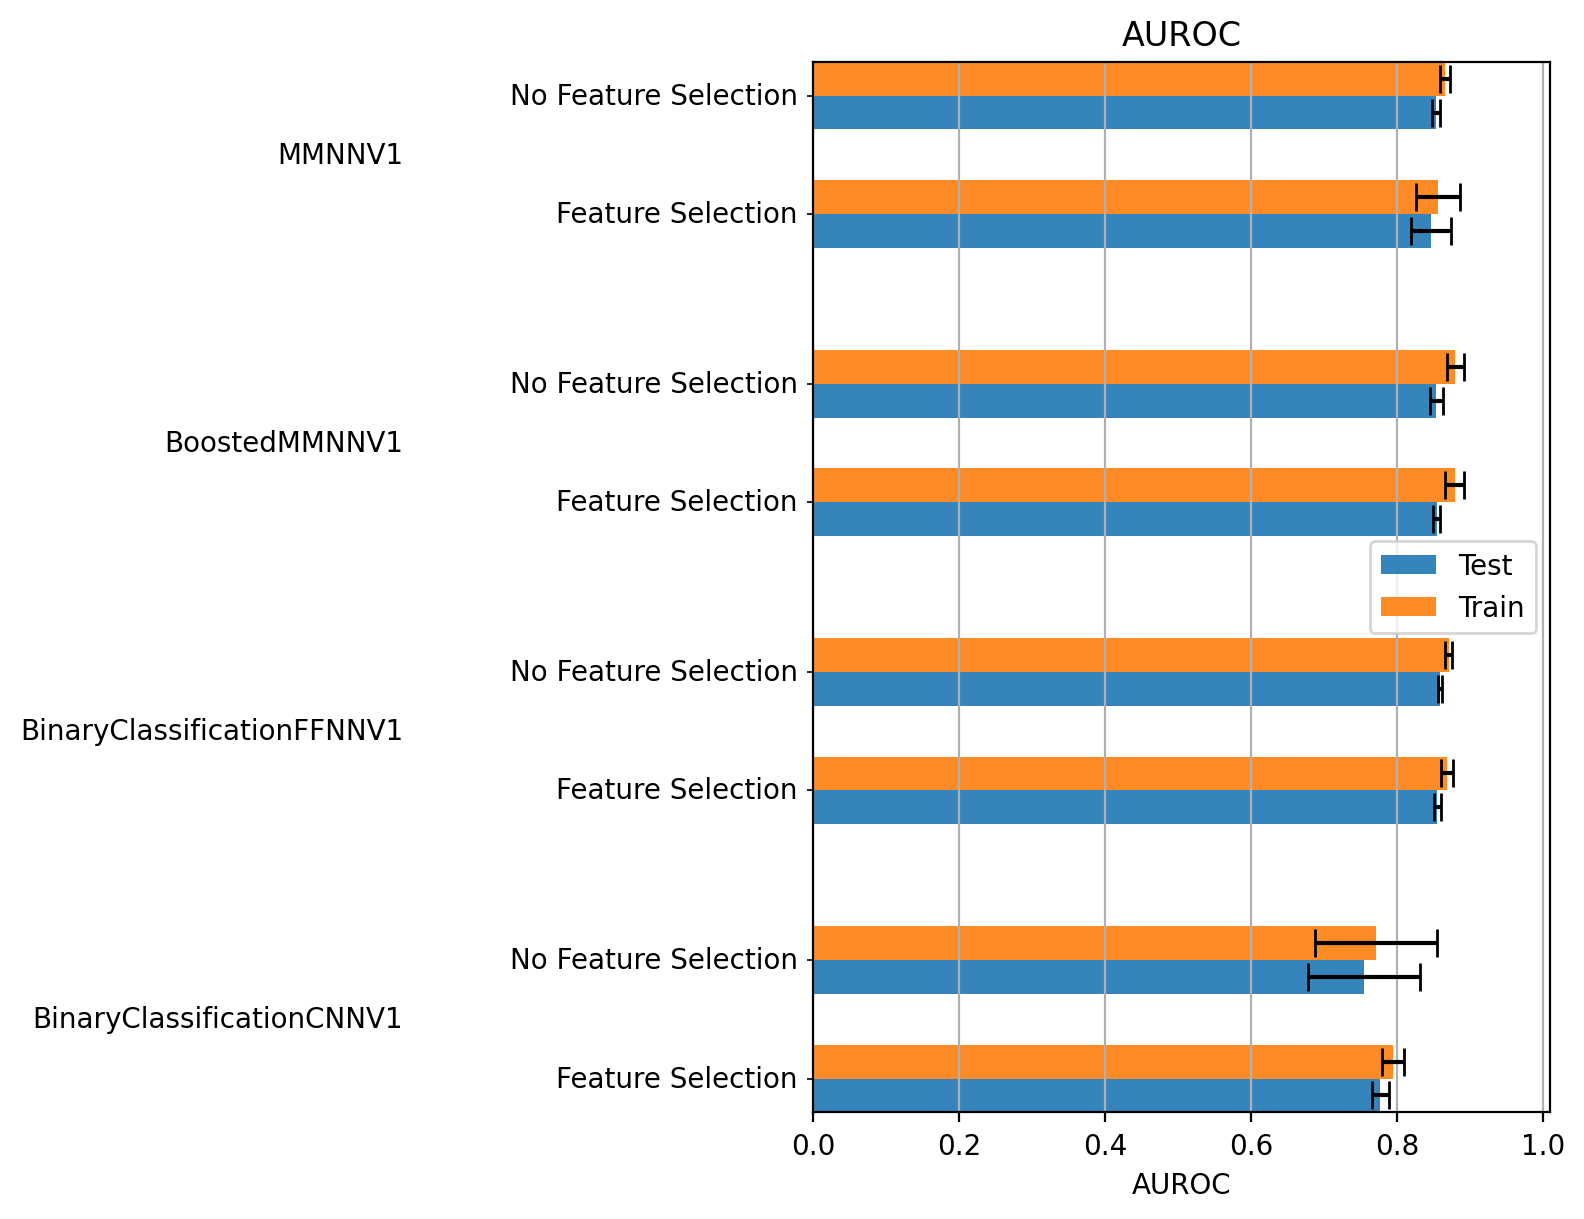 AUROC
MMNNV1
No Feature Selection
Feature Selection
BoostedMMNNV1
No Feature Selection
Feature Selection
BinaryClassificationFFNNV1
No Feature Selection
Feature Selection
BinaryClassificationCNNV1
No Feature Selection
Feature Selection
Test
Train
0.0 0.2 0.4 0.6 0.8 1.0
AUROC